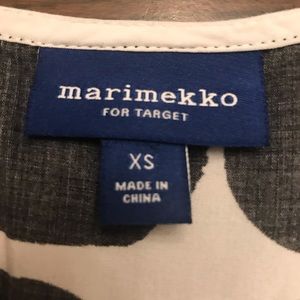 marimekko
FOR TARGET
XS
MADE IN
CHINA